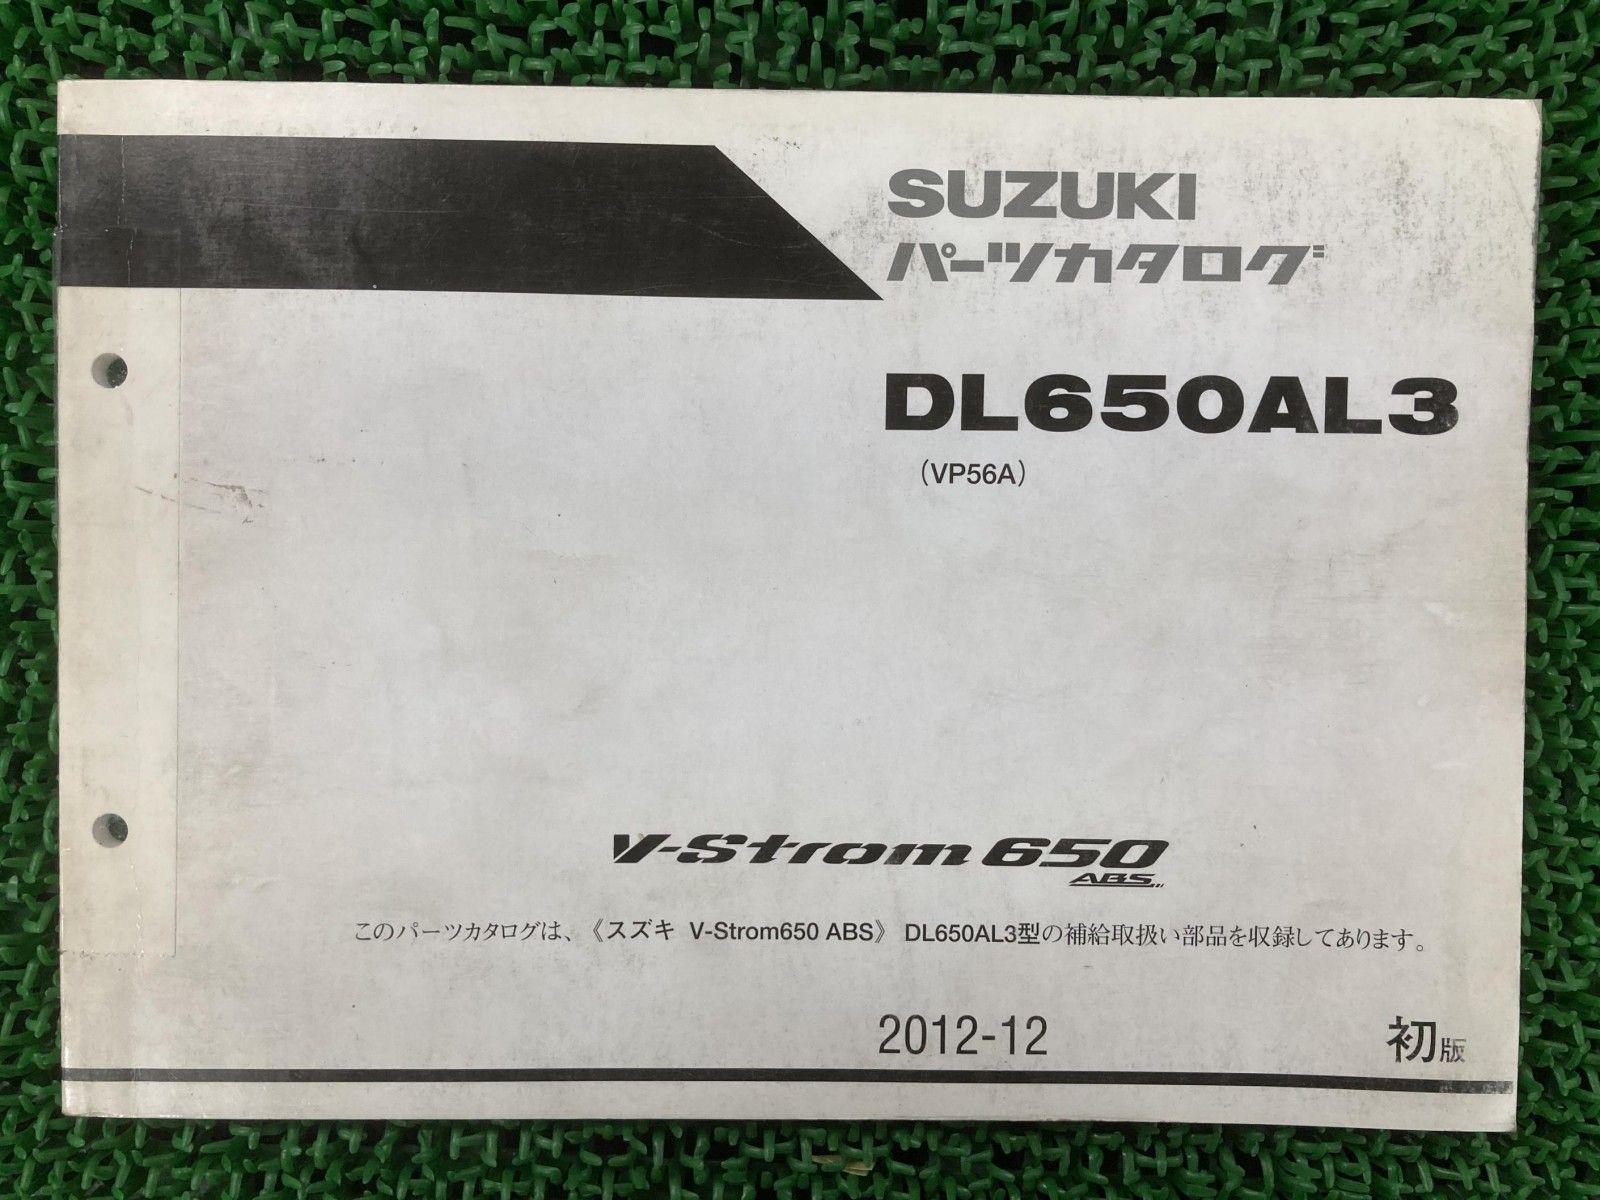 SUZUKI
パーツカタログ
DL650AL3
(VP56A)
V-Strom 650
ABS
このパーツカタログは、《スズキ V-Strom650 ABS》 DL650AL3型の補給取扱い部品を収録してあります。
2012-12
初版